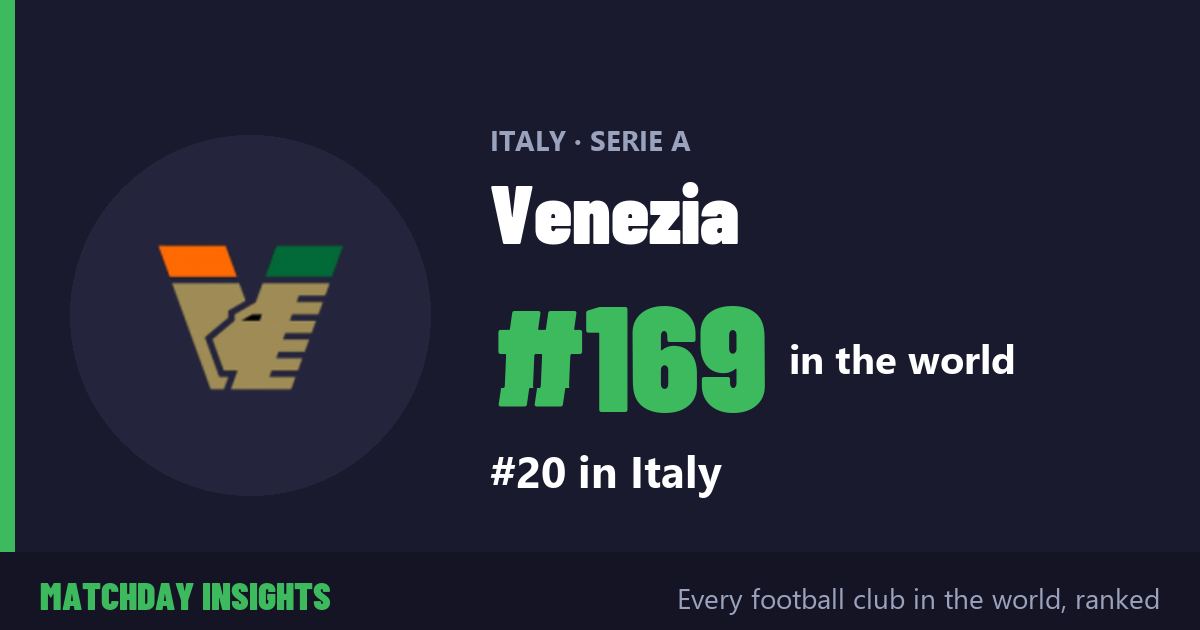 ITALY · SERIE A
Venezia
#169 in the world
#20 in Italy
MATCHDAY INSIGHTS
Every football club in the world, ranked